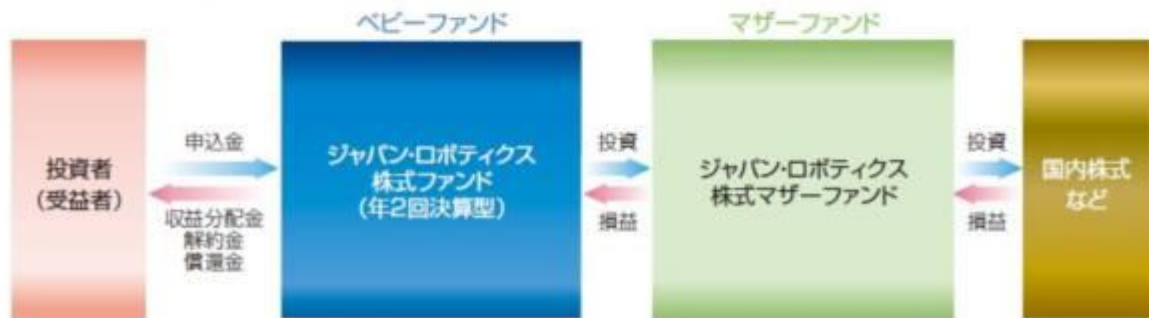 ベビーファンド
マザーファンド
投資者
(受益者)
申込金
収益分配金
解約金
償還金
ジャパン・ロボティクス
株式ファンド
(年2回決算型)
投資
損益
ジャパン・ロボティクス
株式マザーファンド
投資
損益
国内株式
など